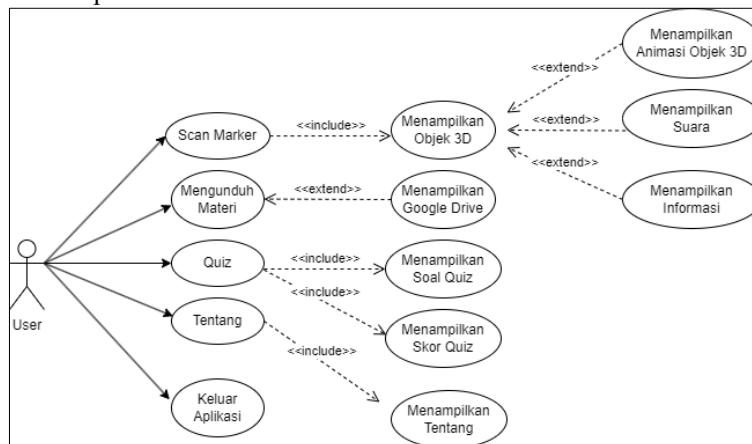 Menampilkan
Animasi Objek 3D
<<extend>>
Scan Marker
<<include>>
Menampilkan
Objek 3D
<<extend>>
Menampilkan
Suara
<<extend>>
Mengunduh
Materi
<<extend>>
Menampilkan
Google Drive
Menampilkan
Informasi
Quiz
<<include>>
Menampilkan
Soal Quiz
<<include>>
User
Tentang
Menampilkan
Skor Quiz
<<include>>
Keluar
Aplikasi
Menampilkan
Tentang